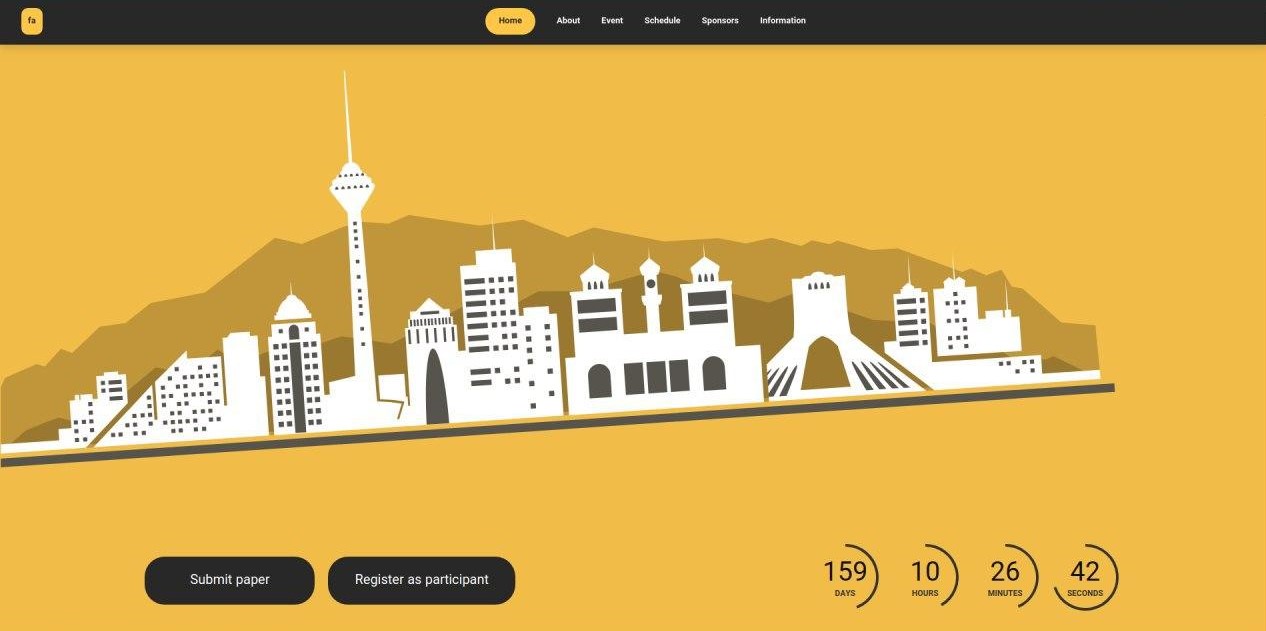 fa
Home About Event Schedule Sponsors Information
Submit paper Register as participant
159 10 26 42
DAYS HOURS MINUTES SECONDS